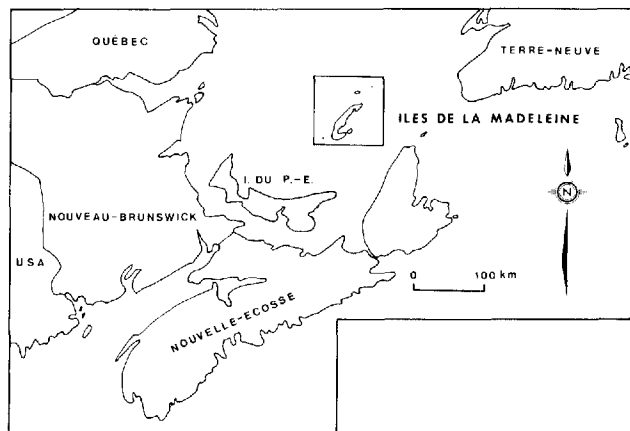 QUÉBEC
TERRE-NEUVE
ILES DE LA MADELEINE
I. DU P.-E.
N
NOUVEAU-BRUNSWICK
USA
0 100 km
NOUVELLE-ECOSSE